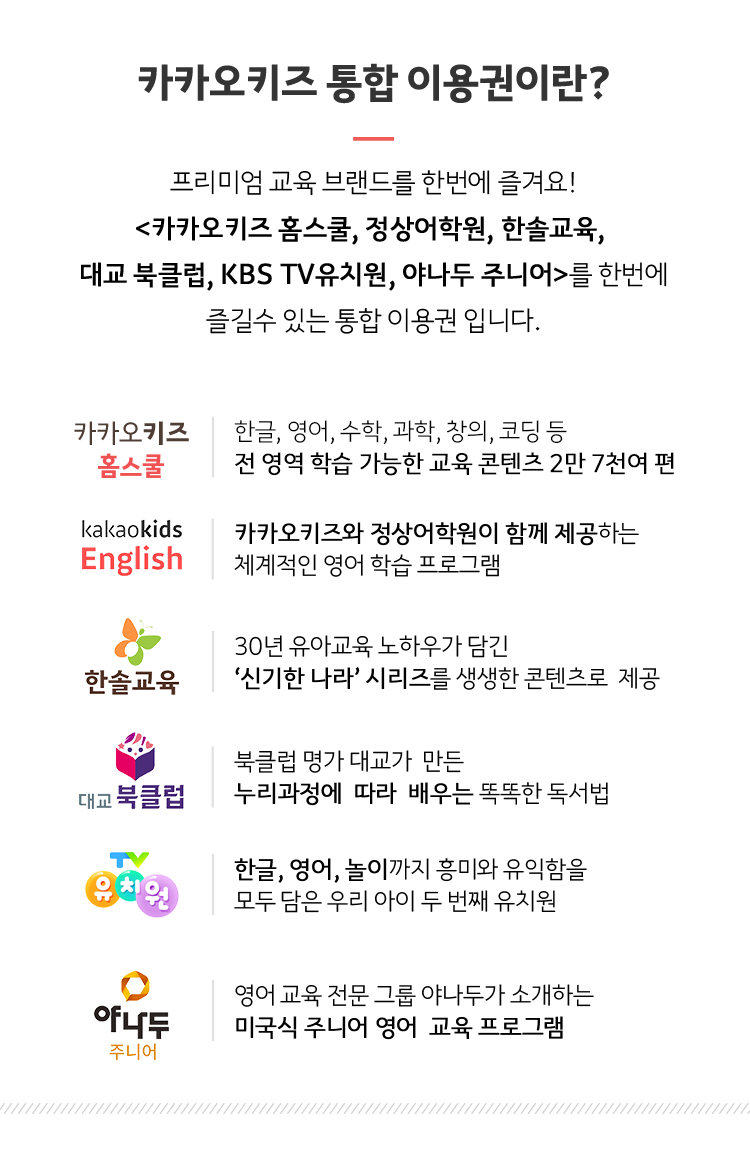 카카오키즈 통합 이용권이란?
프리미엄 교육 브랜드를 한번에 즐겨요!
<카카오키즈 홈스쿨, 정상어학원, 한솔교육,
대교 북클럽, KBS TV유치원, 야나두 주니어>를 한번에
즐길수 있는 통합 이용권 입니다.
카카오키즈
홈스쿨
한글, 영어, 수학, 과학, 창의, 코딩 등
전 영역 학습 가능한 교육 콘텐츠 2만 7천여 편
kakaokids
English
카카오키즈와 정상어학원이 함께 제공하는
체계적인 영어 학습 프로그램
한솔교육
30년 유아교육 노하우가 담긴
‘신기한 나라’ 시리즈를 생생한 콘텐츠로 제공
대교 북클럽
북클럽 명가 대교가 만든
누리과정에 따라 배우는 똑똑한 독서법
TV
유치원
한글, 영어, 놀이까지 흥미와 유익함을
모두 담은 우리 아이 두 번째 유치원
야나두
주니어
영어 교육 전문 그룹 야나두가 소개하는
미국식 주니어 영어 교육 프로그램